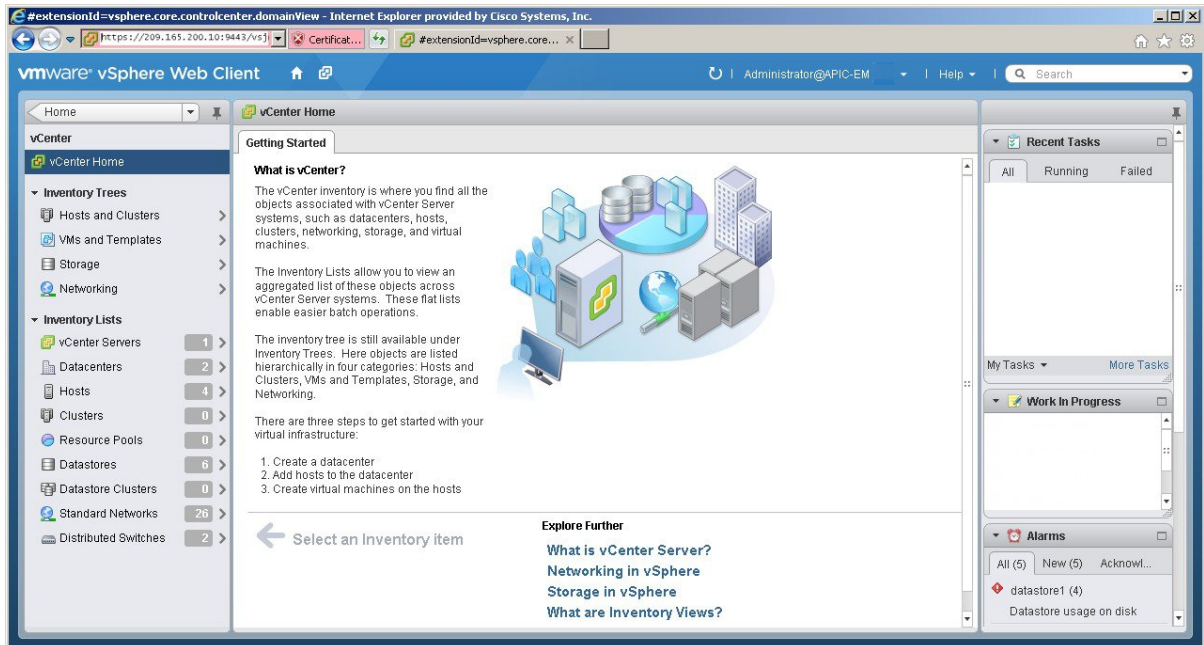 #extensionId=vsphere.core.controlcenter.domainView - Internet Explorer provided by Cisco Systems, Inc.
https://209.165.200.10:9443/vsj
Certificat...
#extensionId=vsphere.core...
vmware® vSphere Web Client
Administrator@APIC-EM
Help
Search
Home
vCenter
vCenter Home
Inventory Trees
Hosts and Clusters
VMs and Templates
Storage
Networking
Inventory Lists
vCenter Servers 1
Datacenters 2
Hosts 4
Clusters 0
Resource Pools 0
Datastores 6
Datastore Clusters 0
Standard Networks 26
Distributed Switches 2
vCenter Home
Getting Started
What is vCenter?
The vCenter inventory is where you find all the
objects associated with vCenter Server
systems, such as datacenters, hosts,
clusters, networking, storage, and virtual
machines.
The Inventory Lists allow you to view an
aggregated list of these objects across
vCenter Server systems. These flat lists
enable easier batch operations.
The inventory tree is still available under
Inventory Trees. Here objects are listed
hierarchically in four categories: Hosts and
Clusters, VMs and Templates, Storage, and
Networking.
There are three steps to get started with your
virtual infrastructure:
1. Create a datacenter
2. Add hosts to the datacenter
3. Create virtual machines on the hosts
Select an Inventory item
Explore Further
What is vCenter Server?
Networking in vSphere
Storage in vSphere
What are Inventory Views?
Recent Tasks
All Running Failed
My Tasks More Tasks
Work In Progress
Alarms
All (5) New (5) Acknowl...
datastore1 (4)
Datastore usage on disk